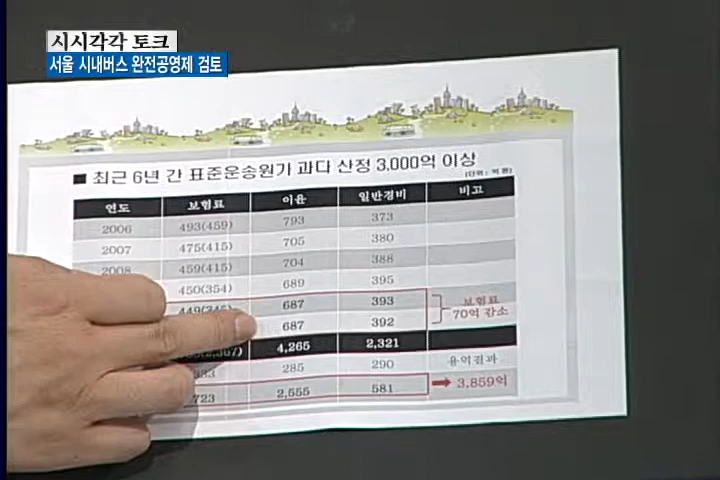 시시각각 토크
서울 시내버스 완전공영제 검토
■ 최근 6년 간 표준운송원가 과다 산정 3,000억 이상
(단위: 억원)
연도 보험료 이윤 일반경비 비고
2006 493(459) 793 373
2007 475(415) 705 380
2008 459(415) 704 388
450(354) 689 395
687 393
687 392
보험료
70억 감소
4,265 2,321
333 285 290 용역결과
723 2,555 581 → 3,859억